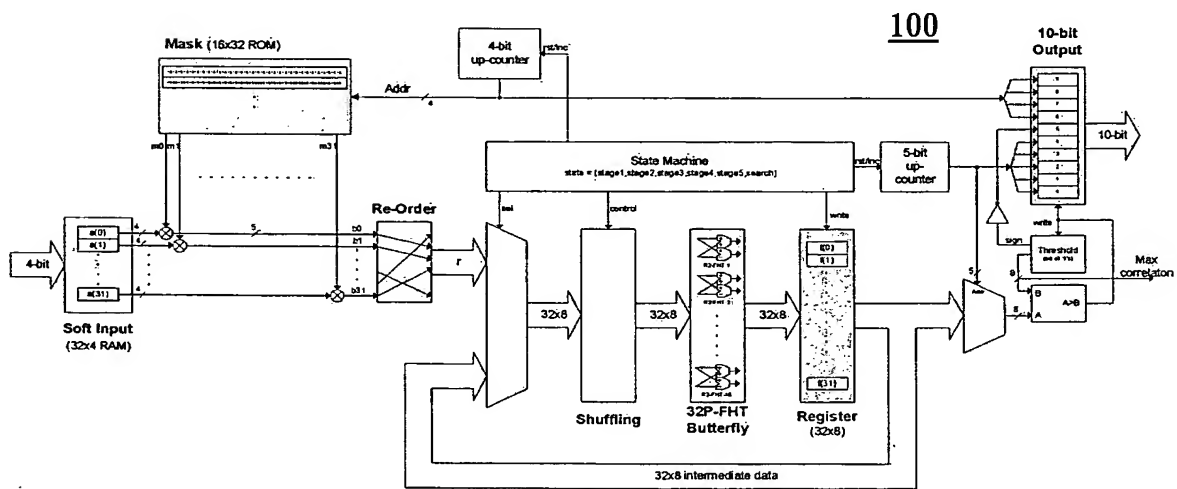 100
Mask (16x32 ROM)
4-bit
up-counter
rst/inc
10-bit
Output
Addr
4
m0
m1
m31
State Machine
state = {stage1,stage2,stage3,stage4,stage5,search}
rst/inc
5-bit
up-
counter
10-bit
Re-Order
sel
control
write
write
sign
Threshold
Max
correlaton
4-bit
a(0)
a(1)
a(31)
4
4
4
5
b0
b1
b31
r
Soft Input
(32x4 RAM)
32x8
32x8
32x8
f(0)
f(1)
f(31)
5
Addr
8
9
B
A
A>B
Shuffling
32P-FHT
Butterfly
Register
(32x8)
32x8 intermediate data